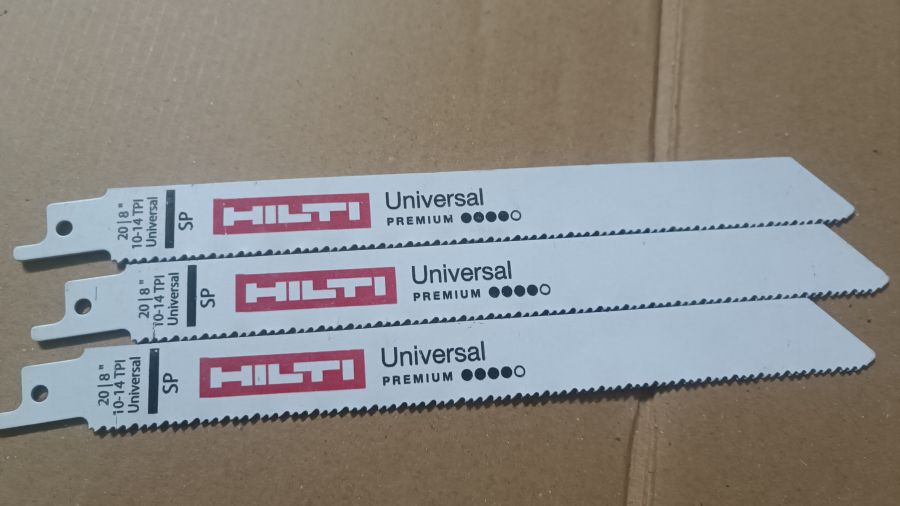 20 | 8"
10-14 TPI
Universal
SP
HILTI
Universal
PREMIUM
20 | 8"
10-14 TPI
Universal
SP
HILTI
Universal
PREMIUM
20 | 8"
10-14 TPI
Universal
SP
HILTI
Universal
PREMIUM